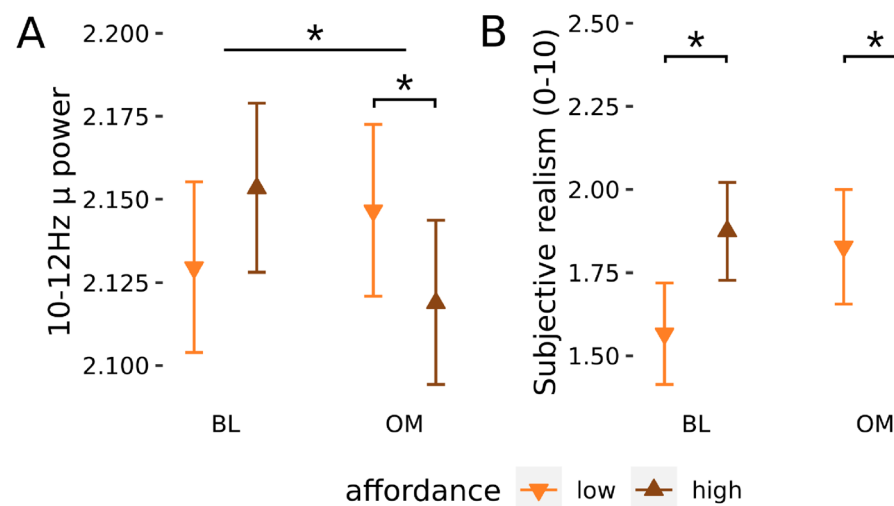 A
10-12Hz µ power
2.200
2.175
2.150
2.125
2.100
*
*
BL
OM
B
Subjective realism (0-10)
2.50
2.25
2.00
1.75
1.50
*
*
BL
OM
affordance low high